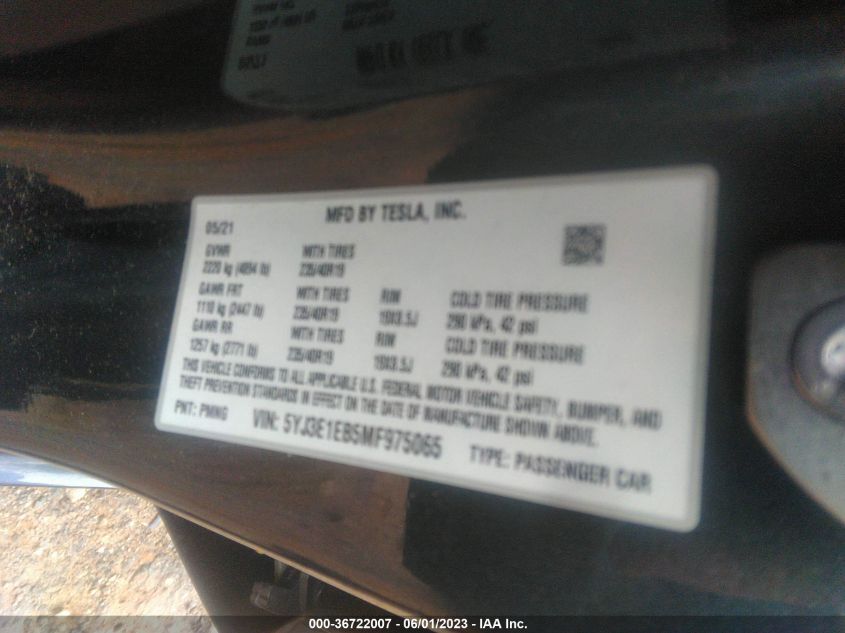 MFD BY TESLA, INC.
05/21
GVWR WITH TIRES
2220 kg (4894 lb) 235/40R19
GAWR FRT WITH TIRES RIM COLD TIRE PRESSURE
1110 kg (2447 lb) 235/40R19 19X8.5J 290 kPa, 42 psi
GAWR RR WITH TIRES RIM COLD TIRE PRESSURE
1257 kg (2771 lb) 235/40R19 19X8.5J 290 kPa, 42 psi
THIS VEHICLE CONFORMS TO ALL APPLICABLE U.S. FEDERAL MOTOR VEHICLE SAFETY, BUMPER, AND
THEFT PREVENTION STANDARDS IN EFFECT ON THE DATE OF MANUFACTURE SHOWN ABOVE.
PNT: PMNG VIN: 5YJ3E1EB5MF975065 TYPE: PASSENGER CAR
000-36722007 - 06/01/2023 - IAA Inc.